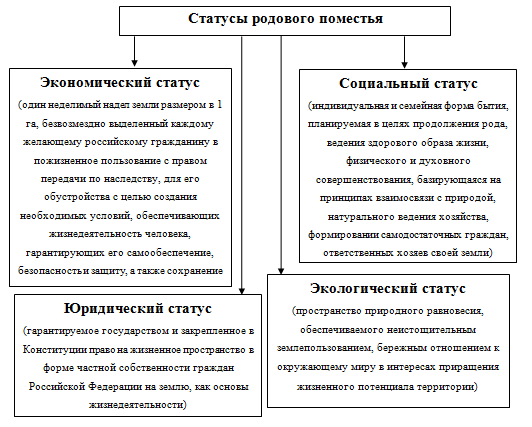 Статусы родового поместья
Экономический статус
(один неделимый надел земли размером в 1
га, безвозмездно выделенный каждому
желающему российскому гражданину в
пожизненное пользование с правом
передачи по наследству, для его
обустройства с целью создания
необходимых условий, обеспечивающих
жизнедеятельность человека,
гарантирующих его самообеспечение,
безопасность и защиту, а также сохранение
Социальный статус
(индивидуальная и семейная форма бытия,
планируемая в целях продолжения рода,
ведения здорового образа жизни,
физического и духовного
совершенствования, базирующаяся на
принципах взаимосвязи с природой,
натурального ведения хозяйства,
формировании самодостаточных граждан,
ответственных хозяев своей земли)
Юридический статус
(гарантируемое государством и закрепленное в
Конституции право на жизненное пространство в
форме частной собственности граждан
Российской Федерации на землю, как основы
жизнедеятельности)
Экологический статус
(пространство природного равновесия,
обеспечиваемого неистощительным
землепользованием, бережным отношением к
окружающему миру в интересах приращения
жизненного потенциала территории)